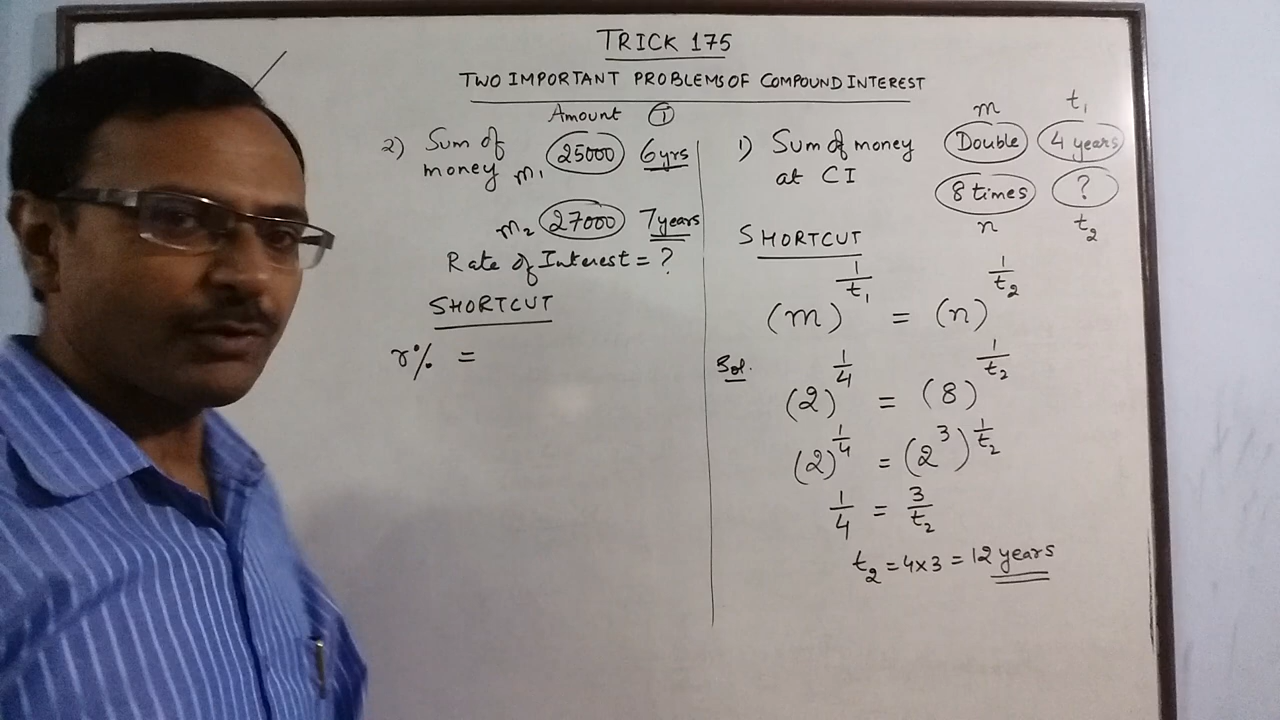 TRICK 175
TWO IMPORTANT PROBLEMS OF COMPOUND INTEREST
Amount T
2) Sum of money m₁ 25000 6yrs
m₂ 27000 7years
Rate of Interest = ?
SHORTCUT
r% =
m t₁
1) Sum of money Double 4 years
at CI 8 times ?
n t₂
SHORTCUT
(m)^(1/t₁) = (n)^(1/t₂)
Sol. (2)^(1/4) = (8)^(1/t₂)
(2)^(1/4) = (2^3)^(1/t₂)
1/4 = 3/t₂
t₂ = 4x3 = 12 years